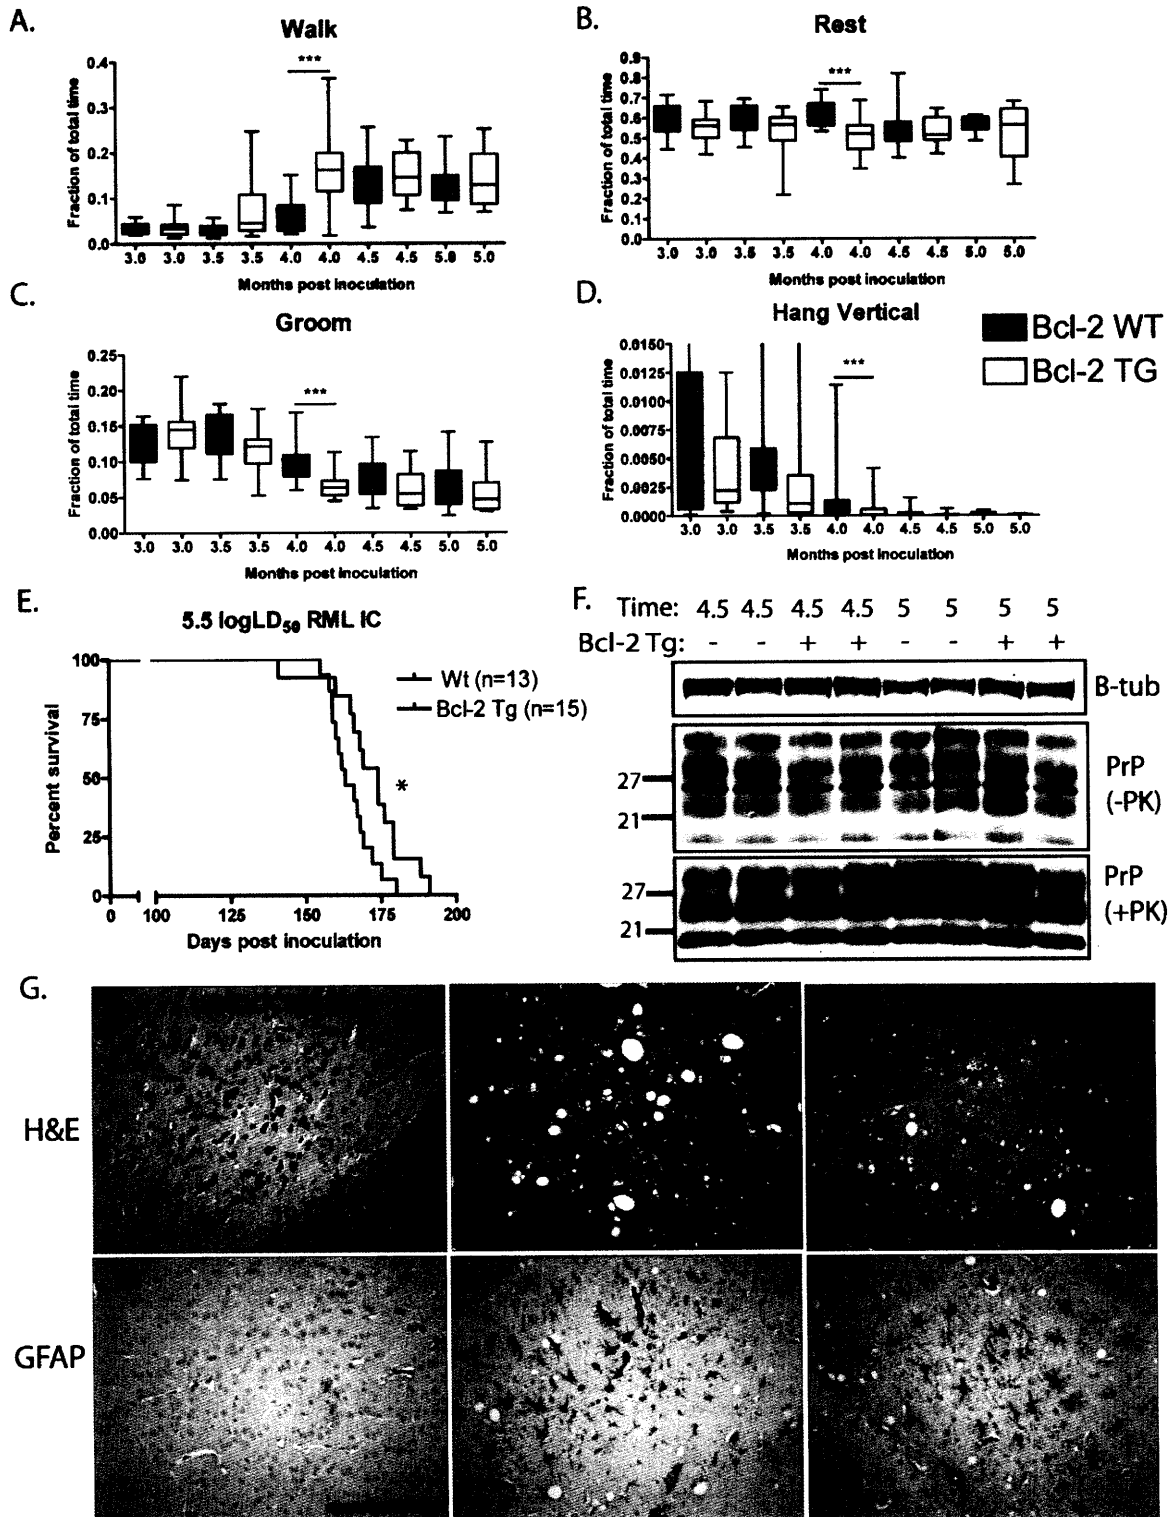 A.
Walk
***
Fraction of total time
0.4
0.3
0.2
0.1
0.0
3.0 3.0 3.5 3.5 4.0 4.0 4.5 4.5 5.0 5.0
Months post inoculation
B.
Rest
***
Fraction of total time
0.9
0.8
0.7
0.6
0.5
0.4
0.3
0.2
0.1
0.0
3.0 3.0 3.5 3.5 4.0 4.0 4.5 4.5 5.0 5.0
Months post inoculation
C.
Groom
***
Fraction of total time
0.25
0.20
0.15
0.10
0.05
0.00
3.0 3.0 3.5 3.5 4.0 4.0 4.5 4.5 5.0 5.0
Months post inoculation
D.
Hang Vertical
***
Fraction of total time
0.0150
0.0125
0.0100
0.0075
0.0050
0.0025
0.0000
3.0 3.0 3.5 3.5 4.0 4.0 4.5 4.5 5.0 5.0
Months post inoculation
Bcl-2 WT
Bcl-2 TG
E.
5.5 logLD50 RML IC
Percent survival
100
75
50
25
0
Wt (n=13)
Bcl-2 Tg (n=15)
*
0 100 125 150 175 200
Days post inoculation
F.
Time: 4.5 4.5 4.5 4.5 5 5 5 5
Bcl-2 Tg: - - + + - - + +
B-tub
27
21
PrP
(-PK)
27
21
PrP
(+PK)
G.
H&E
GFAP